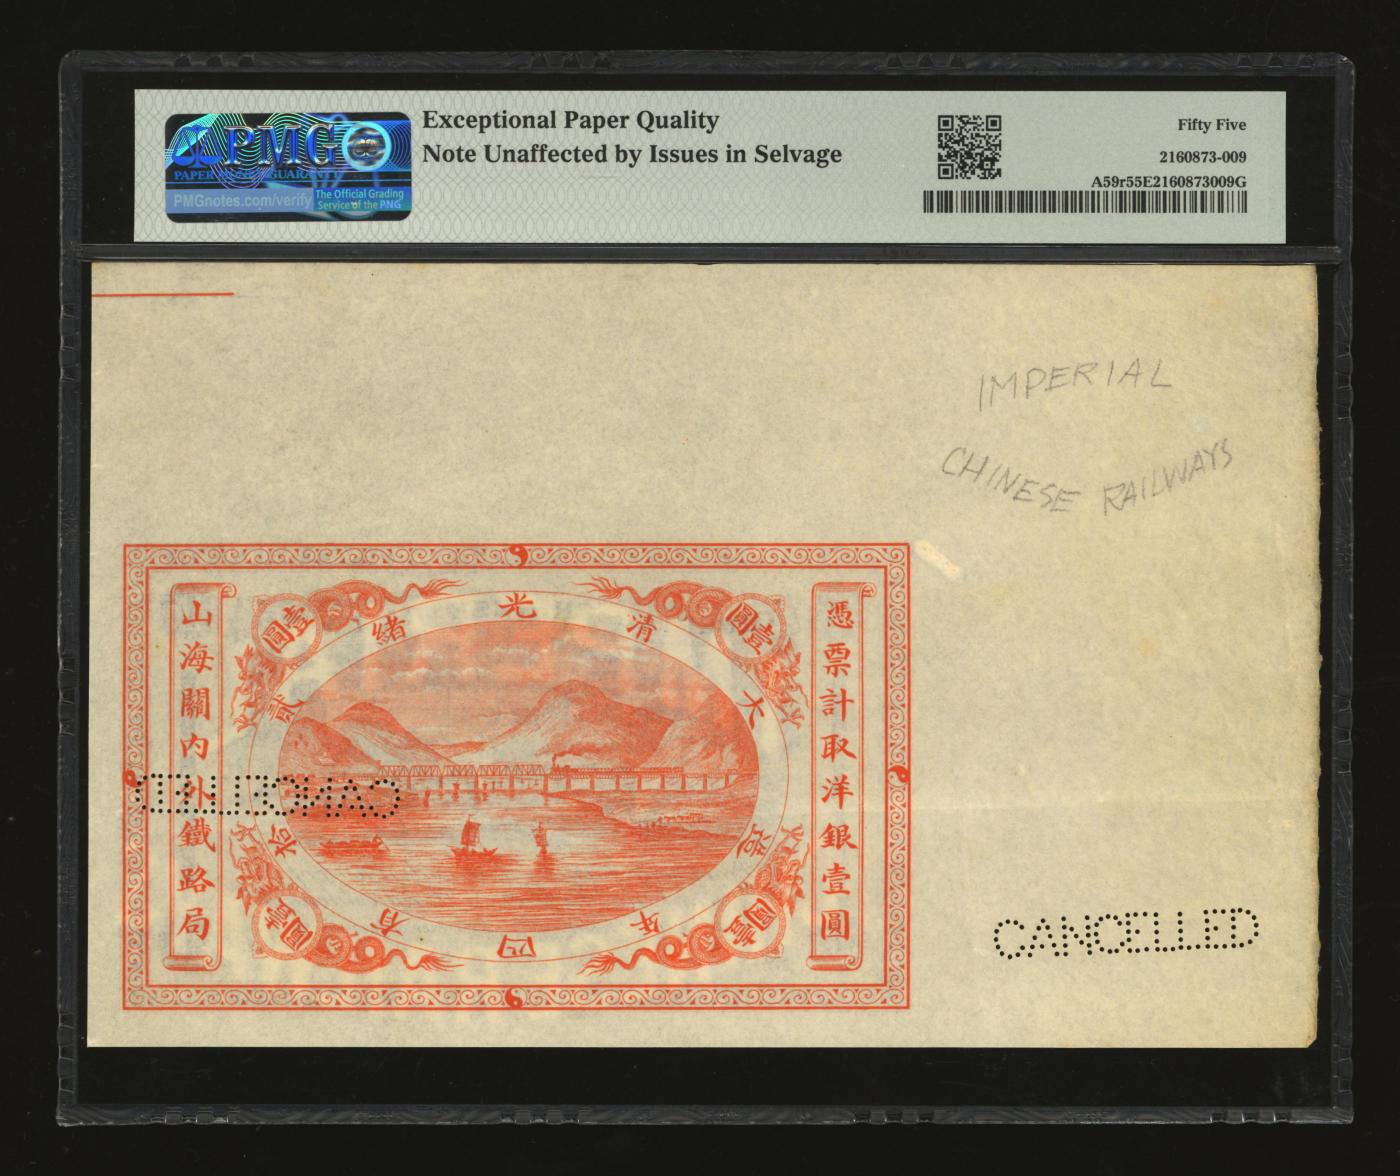 PMG
PAPER MONEY GUARANTY
PMGnotes.com/verify
The Official Grading
Service of the PNG
Exceptional Paper Quality
Note Unaffected by Issues in Selvage
Fifty Five
2160873-009
A59r55E2160873009G
IMPERIAL
CHINESE RAILWAYS
憑票計取洋銀壹圓
大清光緒貳拾
有四年
壹圓
壹圓
壹圓
壹圓
山海關內外鐵路局
CANCELLED
CANCELLED